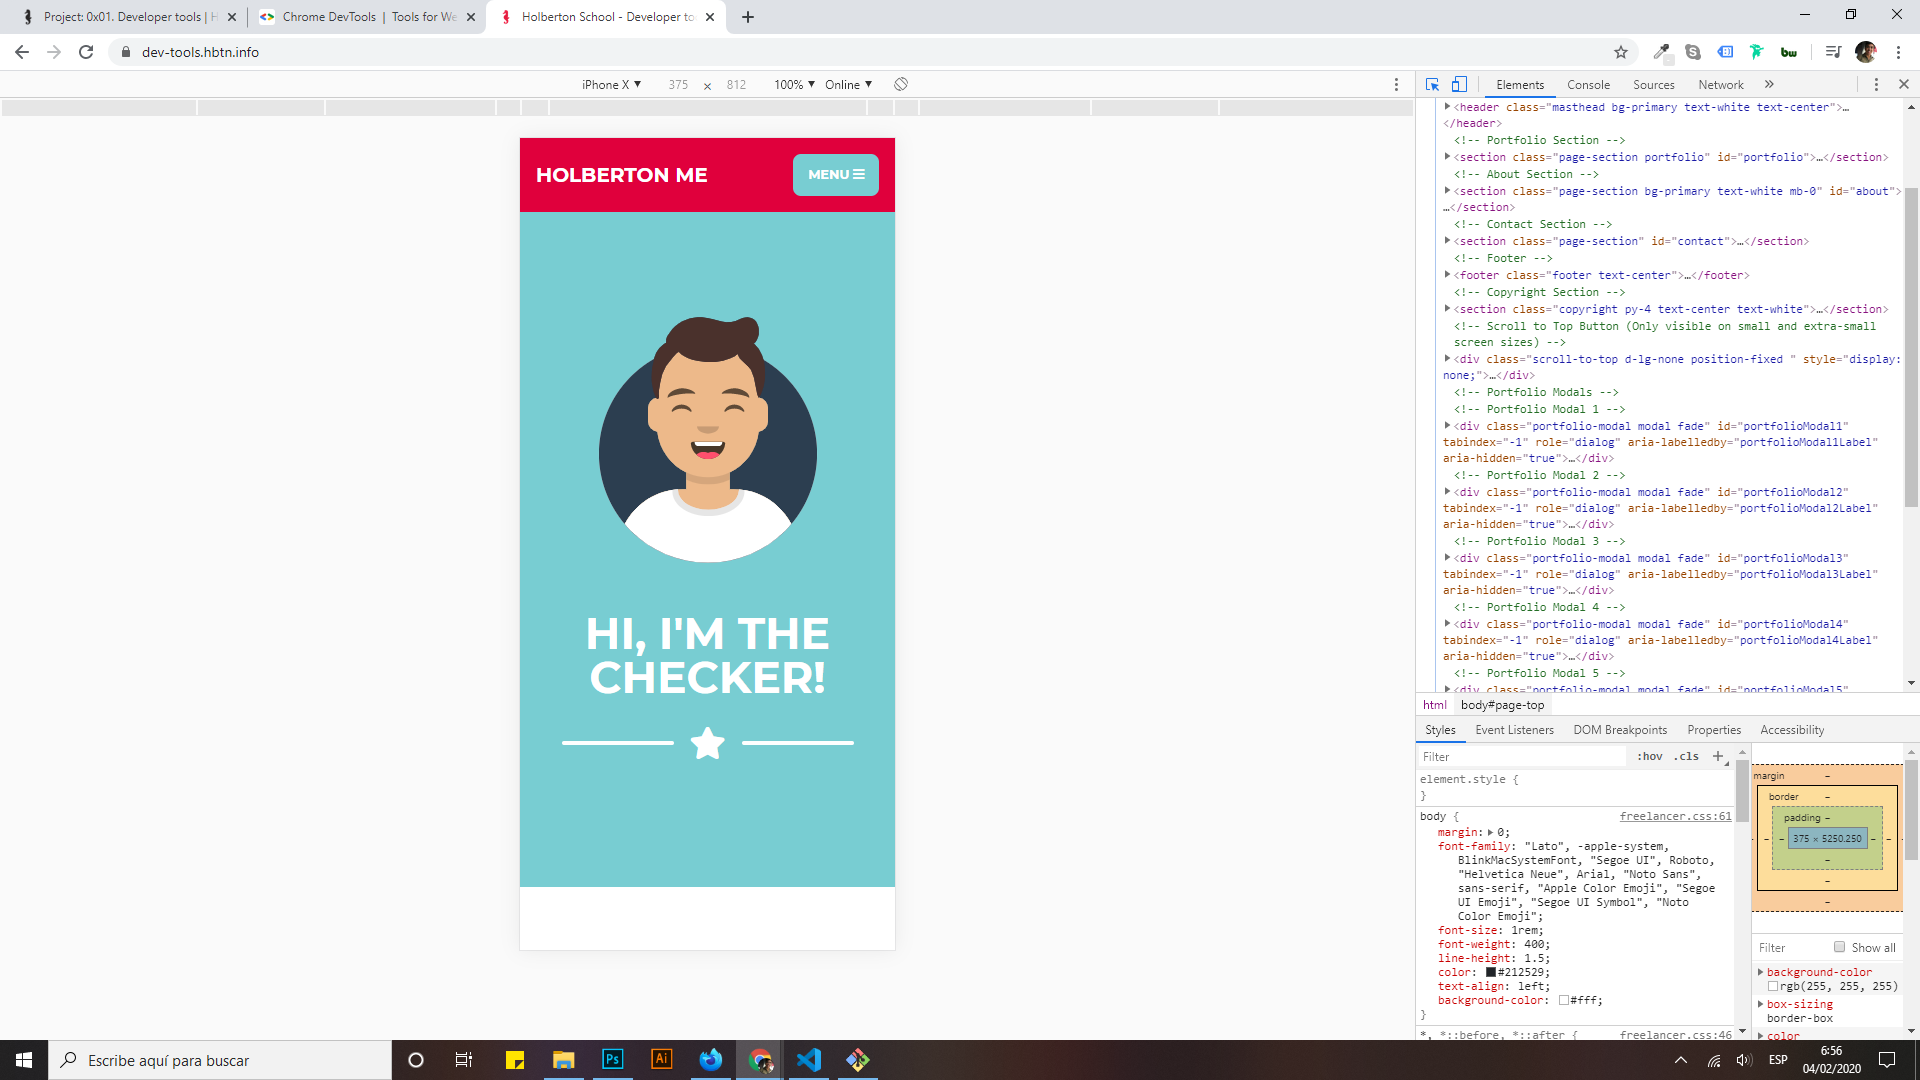 Project: 0x01. Developer tools | H
Chrome DevTools | Tools for We
Holberton School - Developer to
dev-tools.hbtn.info
iPhone X ▼ 375 × 812 100% ▼ Online ▼
Elements Console Sources Network »
HOLBERTON ME
MENU
HI, I'M THE
CHECKER!
<header class="masthead bg-primary text-white text-center">…
</header>
<!-- Portfolio Section -->
<section class="page-section portfolio" id="portfolio">…</section>
<!-- About Section -->
<section class="page-section bg-primary text-white mb-0" id="about">
…</section>
<!-- Contact Section -->
<section class="page-section" id="contact">…</section>
<!-- Footer -->
<footer class="footer text-center">…</footer>
<!-- Copyright Section -->
<section class="copyright py-4 text-center text-white">…</section>
<!-- Scroll to Top Button (Only visible on small and extra-small
screen sizes) -->
<div class="scroll-to-top d-lg-none position-fixed " style="display:
none;">…</div>
<!-- Portfolio Modals -->
<!-- Portfolio Modal 1 -->
<div class="portfolio-modal modal fade" id="portfolioModal1"
tabindex="-1" role="dialog" aria-labelledby="portfolioModal1Label"
aria-hidden="true">…</div>
<!-- Portfolio Modal 2 -->
<div class="portfolio-modal modal fade" id="portfolioModal2"
tabindex="-1" role="dialog" aria-labelledby="portfolioModal2Label"
aria-hidden="true">…</div>
<!-- Portfolio Modal 3 -->
<div class="portfolio-modal modal fade" id="portfolioModal3"
tabindex="-1" role="dialog" aria-labelledby="portfolioModal3Label"
aria-hidden="true">…</div>
<!-- Portfolio Modal 4 -->
<div class="portfolio-modal modal fade" id="portfolioModal4"
tabindex="-1" role="dialog" aria-labelledby="portfolioModal4Label"
aria-hidden="true">…</div>
<!-- Portfolio Modal 5 -->
<div class="portfolio-modal modal fade" id="portfolioModal5"
html body#page-top
Styles Event Listeners DOM Breakpoints Properties Accessibility
Filter :hov .cls +
element.style {
}
body { freelancer.css:61
margin: 0;
font-family: "Lato", -apple-system,
BlinkMacSystemFont, "Segoe UI", Roboto,
"Helvetica Neue", Arial, "Noto Sans",
sans-serif, "Apple Color Emoji", "Segoe
UI Emoji", "Segoe UI Symbol", "Noto
Color Emoji";
font-size: 1rem;
font-weight: 400;
line-height: 1.5;
color: #212529;
text-align: left;
background-color: #fff;
}
*, *::before, *::after { freelancer.css:46
margin –
border –
padding –
– – – 375 × 5250.250 – – –
–
–
–
Filter Show all
background-color
rgb(255, 255, 255)
box-sizing
border-box
color
Escribe aquí para buscar
Ps
Ai
ESP
6:56
04/02/2020
bw